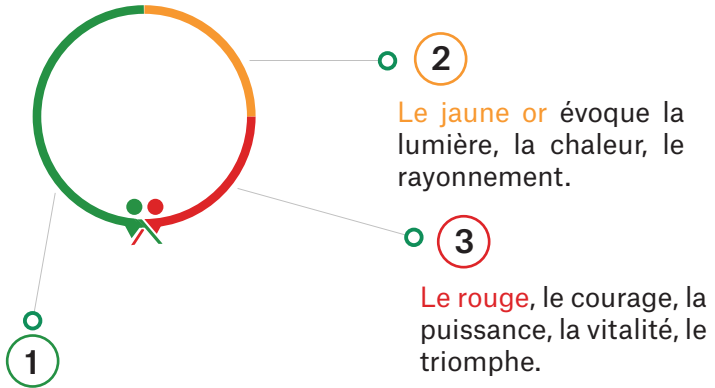 2
Le jaune or évoque la
lumière, la chaleur, le
rayonnement.
3
Le rouge, le courage, la
puissance, la vitalité, le
triomphe.
1